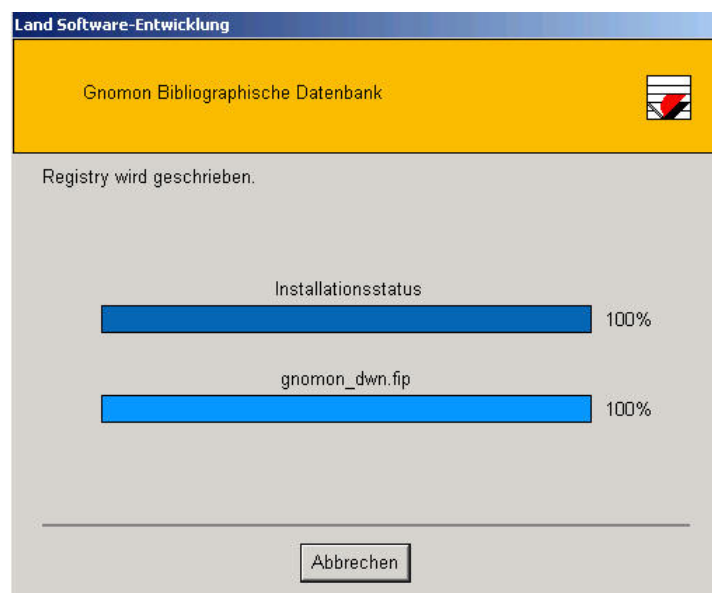 Land Software-Entwicklung
Gnomon Bibliographische Datenbank
Registry wird geschrieben.
Installationsstatus
100%
gnomon_dwn.fip
100%
Abbrechen